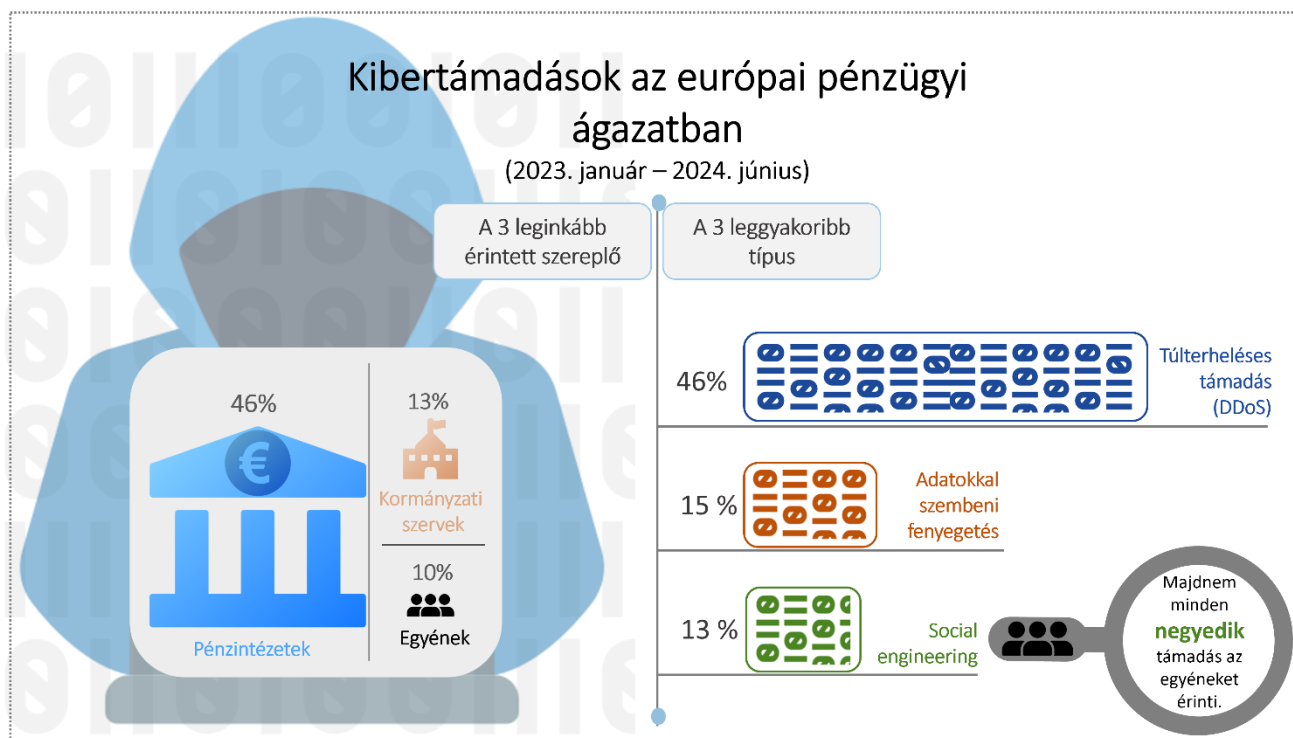 Kibertámadások az európai pénzügyi
ágazatban
(2023. január – 2024. június)
A 3 leginkább
érintett szereplő
A 3 leggyakoribb
típus
46%
€
Pénzintézetek
13%
Kormányzati
szervek
10%
Egyének
46%
Túlterheléses
támadás
(DDoS)
15 %
Adatokkal
szembeni
fenyegetés
13 %
Social
engineering
Majdnem
minden
negyedik
támadás az
egyéneket
érinti.